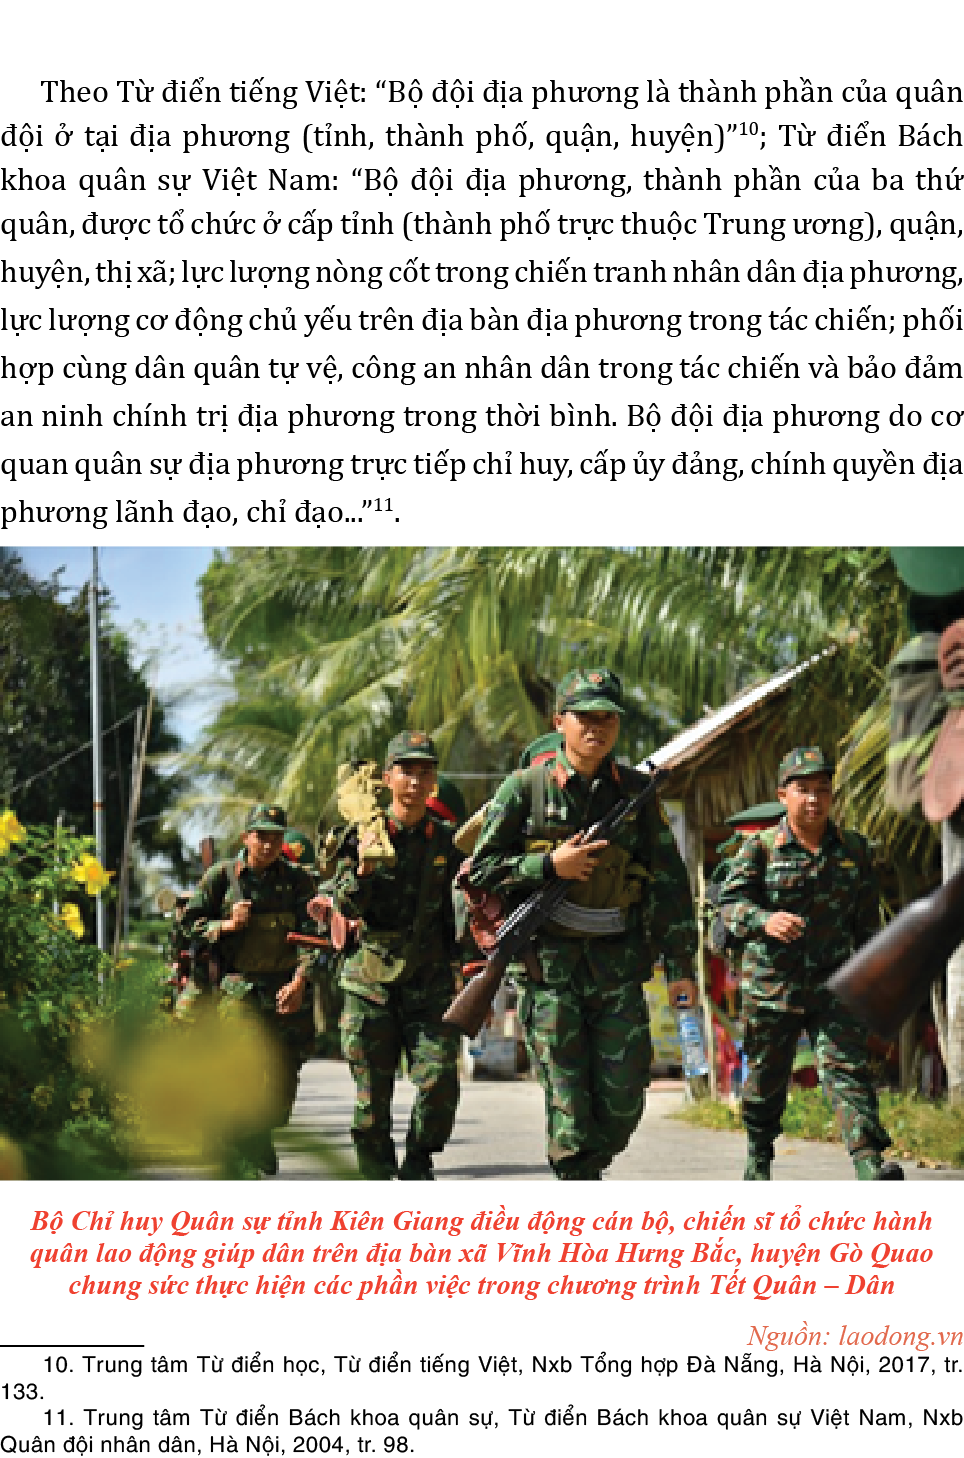 Theo Từ điển tiếng Việt: “Bộ đội địa phương là thành phần của quân
đội ở tại địa phương (tỉnh, thành phố, quận, huyện)”10; Từ điển Bách
khoa quân sự Việt Nam: “Bộ đội địa phương, thành phần của ba thứ
quân, được tổ chức ở cấp tỉnh (thành phố trực thuộc Trung ương), quận,
huyện, thị xã; lực lượng nòng cốt trong chiến tranh nhân dân địa phương,
lực lượng cơ động chủ yếu trên địa bàn địa phương trong tác chiến; phối
hợp cùng dân quân tự vệ, công an nhân dân trong tác chiến và bảo đảm
an ninh chính trị địa phương trong thời bình. Bộ đội địa phương do cơ
quan quân sự địa phương trực tiếp chỉ huy, cấp ủy đảng, chính quyền địa
phương lãnh đạo, chỉ đạo...”11.
Bộ Chỉ huy Quân sự tỉnh Kiên Giang điều động cán bộ, chiến sĩ tổ chức hành
quân lao động giúp dân trên địa bàn xã Vĩnh Hòa Hưng Bắc, huyện Gò Quao
chung sức thực hiện các phần việc trong chương trình Tết Quân – Dân
Nguồn: laodong.vn
10. Trung tâm Từ điển học, Từ điển tiếng Việt, Nxb Tổng hợp Đà Nẵng, Hà Nội, 2017, tr.
133.
11. Trung tâm Từ điển Bách khoa quân sự, Từ điển Bách khoa quân sự Việt Nam, Nxb
Quân đội nhân dân, Hà Nội, 2004, tr. 98.